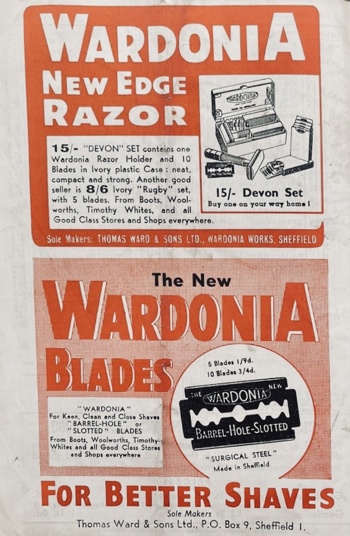 WARDONIA
NEW EDGE
RAZOR
15/- "DEVON" SET contains one
Wardonia Razor Holder and 10
Blades in Ivory plastic Case: neat,
compact and strong. Another good
seller is 8/6 Ivory "Rugby" set,
with 5 blades. From Boots, Wool-
worths, Timothy Whites, and all
Good Class Stores and Shops everywhere.
WARDONIA
15/- Devon Set
Buy one on your way home!
Sole Makers: THOMAS WARD & SONS LTD., WARDONIA WORKS, SHEFFIELD
The New
WARDONIA
BLADES
5 Blades 1/9d.
10 Blades 3/4d.
"WARDONIA"
For Keen, Clean and Close Shaves
"BARREL-HOLE" or
"SLOTTED" BLADES
From Boots, Woolworths, Timothy-
Whites and all Good Class Stores
and Shops everywhere
THE NEW
WARDONIA
BARREL-HOLE-SLOTTED
"SURGICAL STEEL"
Made in Sheffield
FOR BETTER SHAVES
Sole Makers
Thomas Ward & Sons Ltd., P.O. Box 9, Sheffield 1.